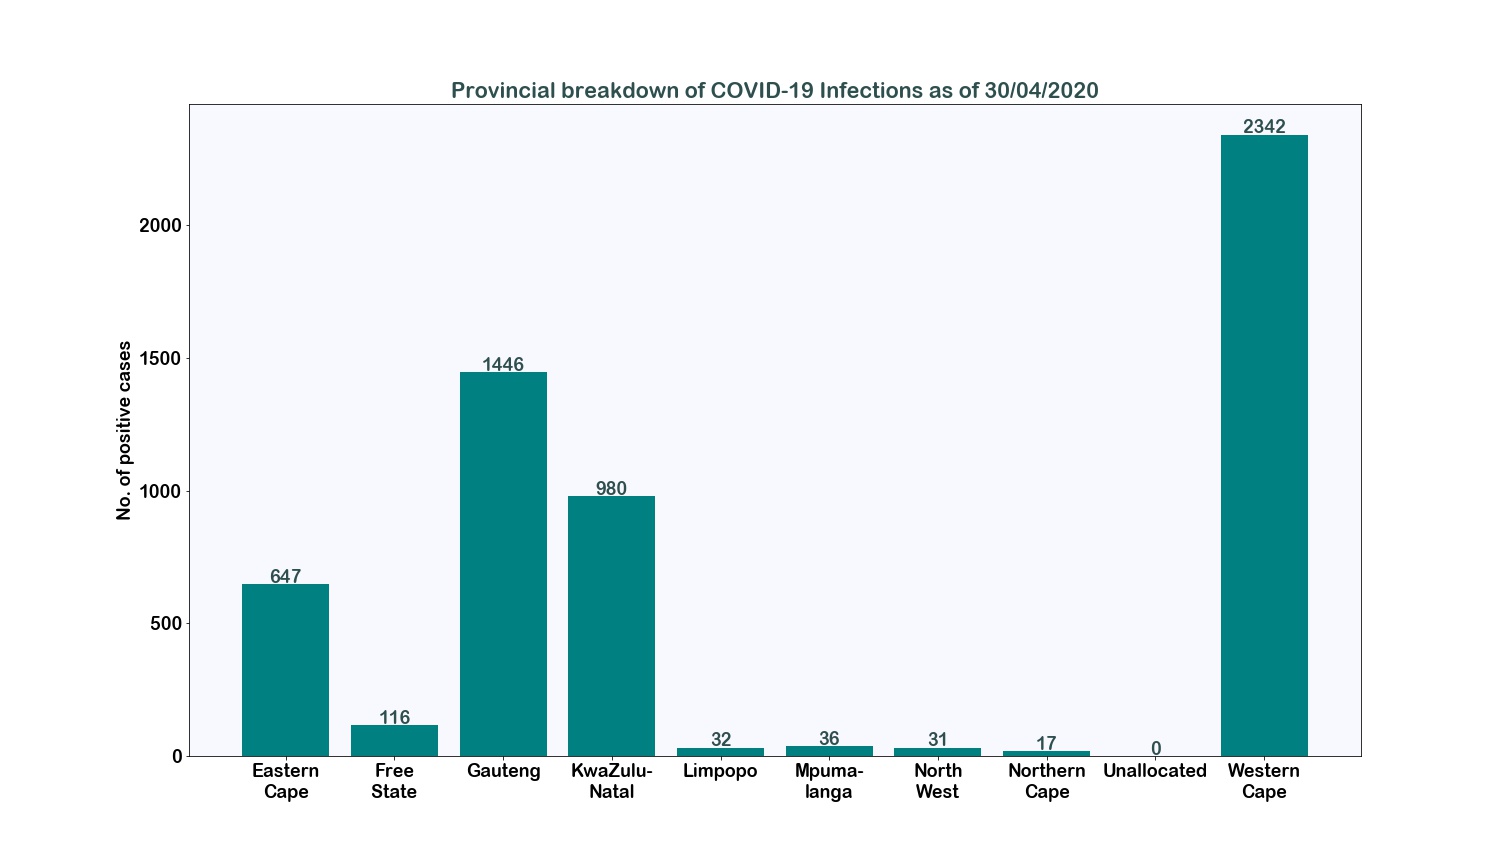 Provincial breakdown of COVID-19 Infections as of 30/04/2020
No. of positive cases
2000
1500
1000
500
0
647
116
1446
980
32
36
31
17
0
2342
Eastern
Cape
Free
State
Gauteng
KwaZulu-
Natal
Limpopo
Mpuma-
langa
North
West
Northern
Cape
Unallocated
Western
Cape